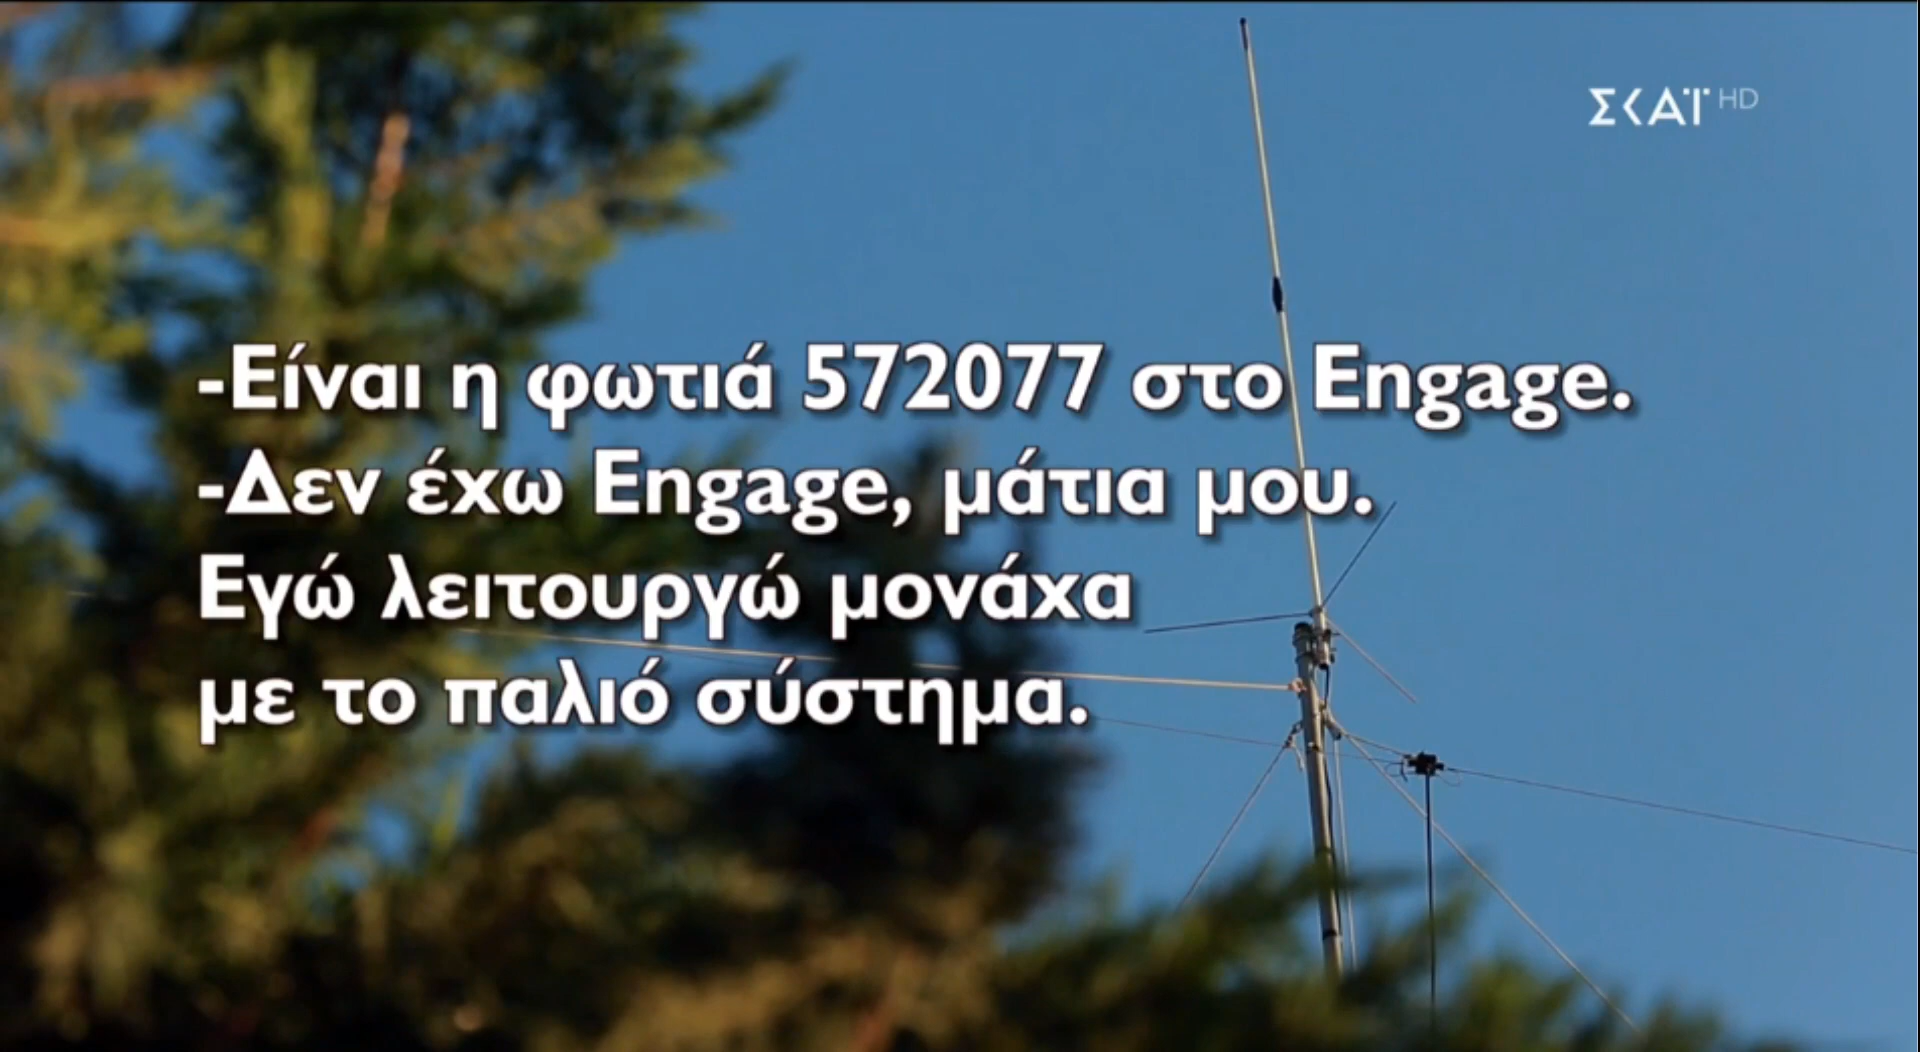 ΣΚΑΪ HD
-Είναι η φωτιά 572077 στο Engage.
-Δεν έχω Engage, μάτια μου.
Εγώ λειτουργώ μονάχα
με το παλιό σύστημα.